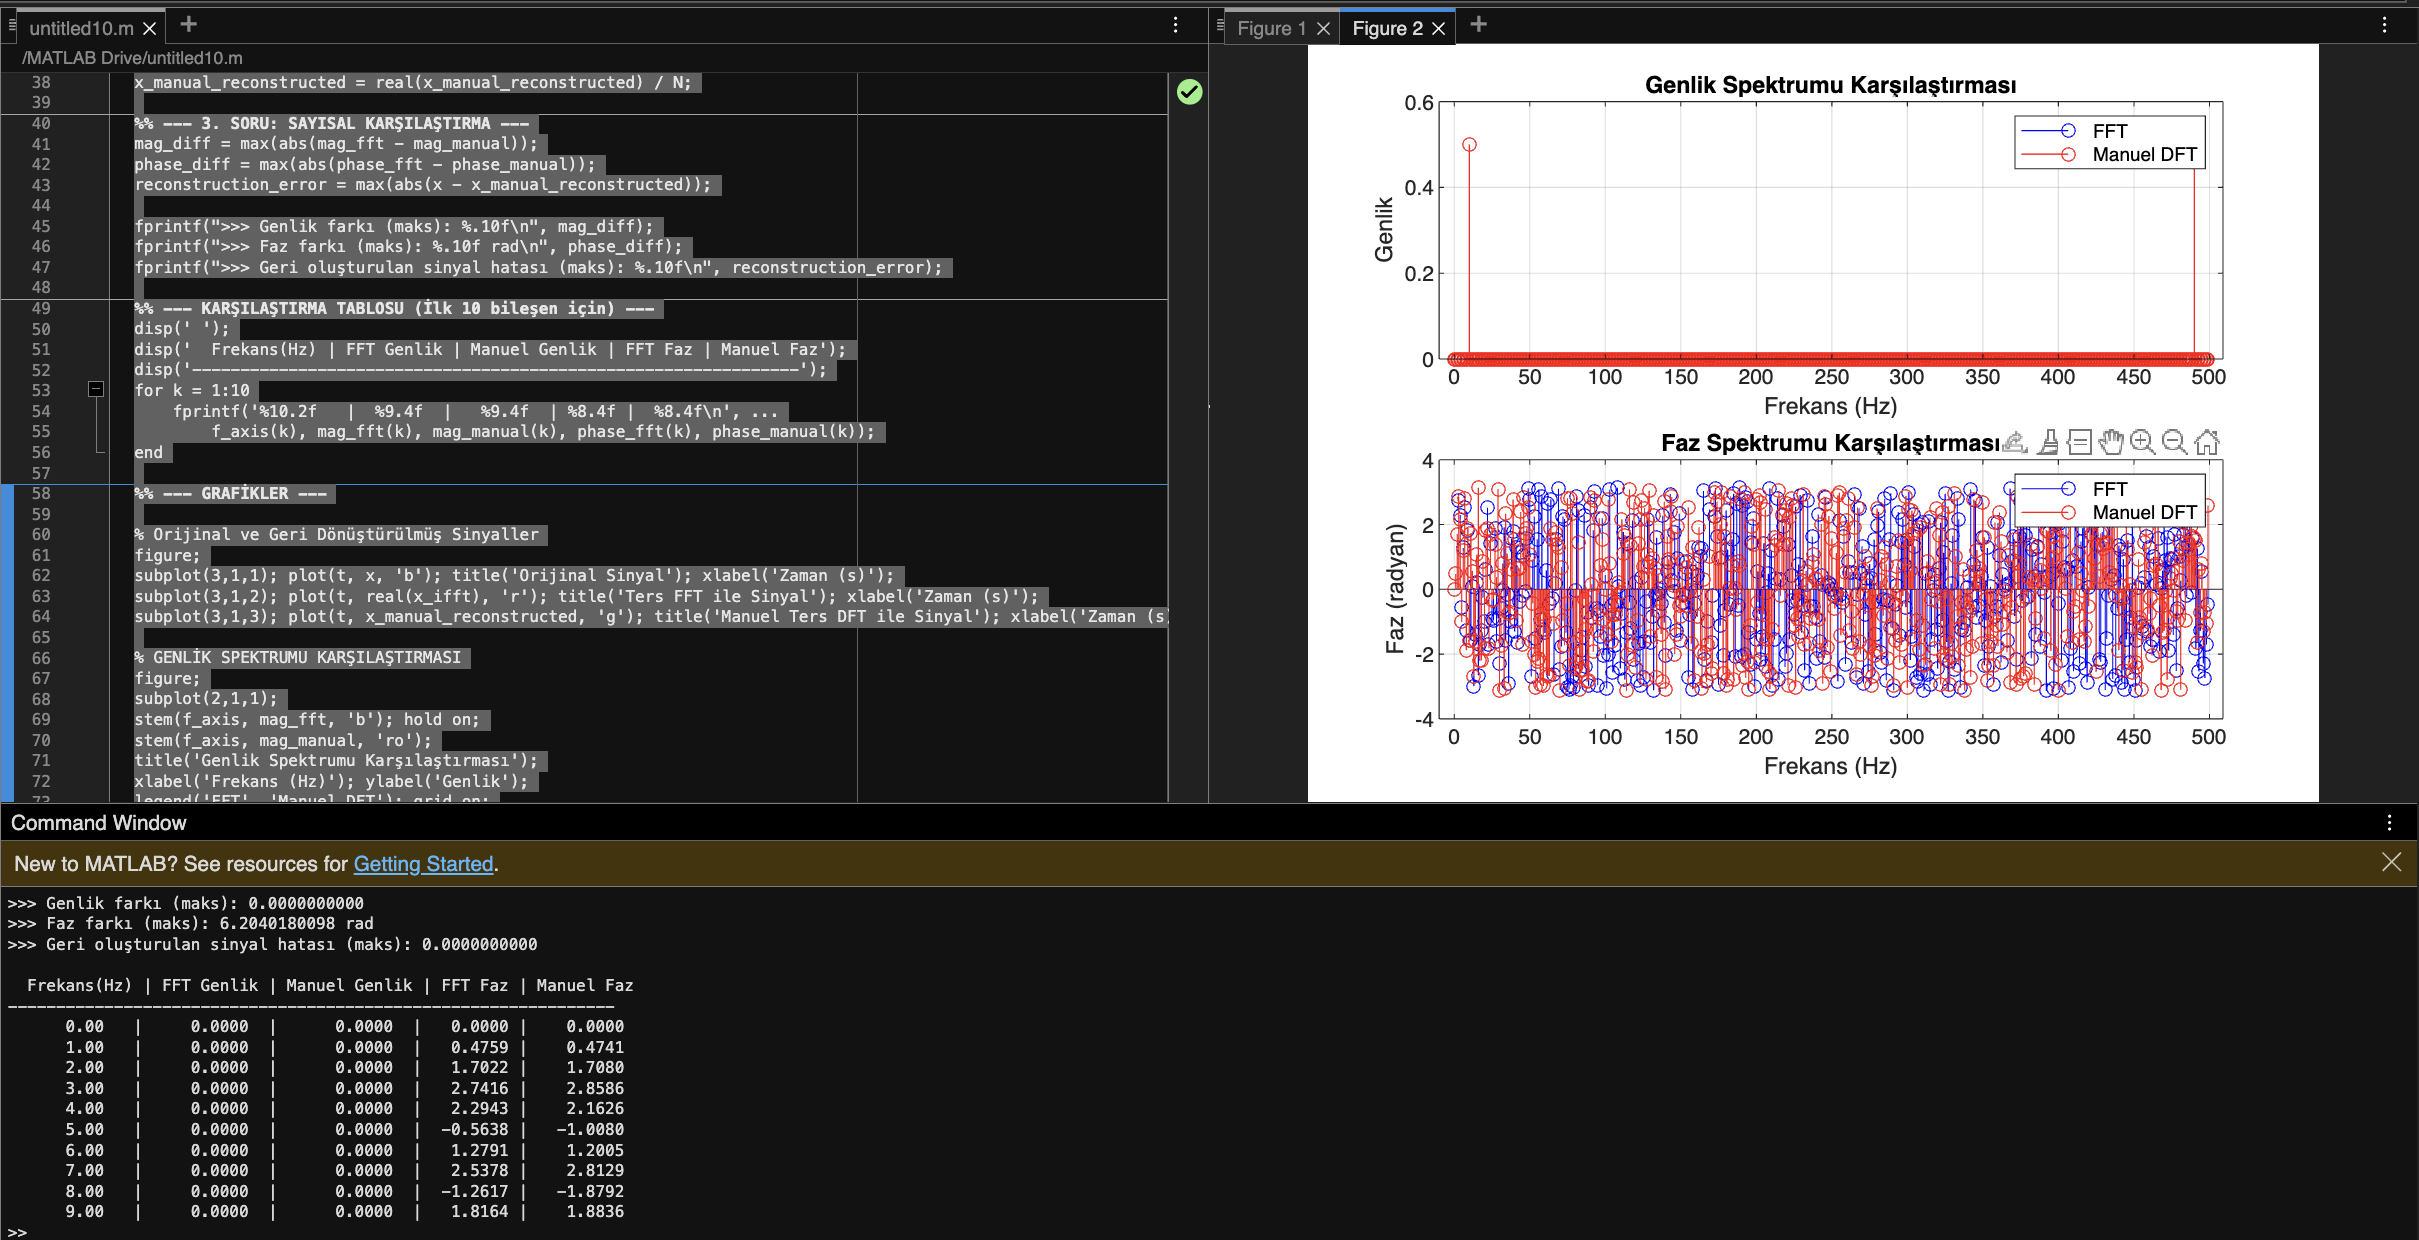 untitled10.m
/MATLAB Drive/untitled10.m
38 x_manual_reconstructed = real(x_manual_reconstructed) / N;
39
40 %% --- 3. SORU: SAYISAL KARŞILAŞTIRMA ---
41 mag_diff = max(abs(mag_fft - mag_manual));
42 phase_diff = max(abs(phase_fft - phase_manual));
43 reconstruction_error = max(abs(x - x_manual_reconstructed));
44
45 fprintf(">>> Genlik farkı (maks): %.10f\n", mag_diff);
46 fprintf(">>> Faz farkı (maks): %.10f rad\n", phase_diff);
47 fprintf(">>> Geri oluşturulan sinyal hatası (maks): %.10f\n", reconstruction_error);
48
49 %% --- KARŞILAŞTIRMA TABLOSU (İlk 10 bileşen için) ---
50 disp(' ');
51 disp('  Frekans(Hz) | FFT Genlik | Manuel Genlik | FFT Faz | Manuel Faz');
52 disp('---------------------------------------------------------------');
53 for k = 1:10
54     fprintf('%10.2f   |  %9.4f  |   %9.4f  | %8.4f |  %8.4f\n', ...
55         f_axis(k), mag_fft(k), mag_manual(k), phase_fft(k), phase_manual(k));
56 end
57
58 %% --- GRAFİKLER ---
59
60 % Orijinal ve Geri Dönüştürülmüş Sinyaller
61 figure;
62 subplot(3,1,1); plot(t, x, 'b'); title('Orijinal Sinyal'); xlabel('Zaman (s)');
63 subplot(3,1,2); plot(t, real(x_ifft), 'r'); title('Ters FFT ile Sinyal'); xlabel('Zaman (s)');
64 subplot(3,1,3); plot(t, x_manual_reconstructed, 'g'); title('Manuel Ters DFT ile Sinyal'); xlabel('Zaman (s
65
66 % GENLİK SPEKTRUMU KARŞILAŞTIRMASI
67 figure;
68 subplot(2,1,1);
69 stem(f_axis, mag_fft, 'b'); hold on;
70 stem(f_axis, mag_manual, 'ro');
71 title('Genlik Spektrumu Karşılaştırması');
72 xlabel('Frekans (Hz)'); ylabel('Genlik');
73 legend('FFT', 'Manuel DFT'); grid on;
Figure 1
Figure 2
Genlik Spektrumu Karşılaştırması
FFT
Manuel DFT
Genlik
0.6
0.4
0.2
0
0 50 100 150 200 250 300 350 400 450 500
Frekans (Hz)
Faz Spektrumu Karşılaştırması
FFT
Manuel DFT
Faz (radyan)
4
2
0
-2
-4
0 50 100 150 200 250 300 350 400 450 500
Frekans (Hz)
Command Window
New to MATLAB? See resources for Getting Started.
>>> Genlik farkı (maks): 0.0000000000
>>> Faz farkı (maks): 6.2040180098 rad
>>> Geri oluşturulan sinyal hatası (maks): 0.0000000000
Frekans(Hz) | FFT Genlik | Manuel Genlik | FFT Faz | Manuel Faz
---------------------------------------------------------------
0.00 | 0.0000 | 0.0000 | 0.0000 | 0.0000
1.00 | 0.0000 | 0.0000 | 0.4759 | 0.4741
2.00 | 0.0000 | 0.0000 | 1.7022 | 1.7080
3.00 | 0.0000 | 0.0000 | 2.7416 | 2.8586
4.00 | 0.0000 | 0.0000 | 2.2943 | 2.1626
5.00 | 0.0000 | 0.0000 | -0.5638 | -1.0080
6.00 | 0.0000 | 0.0000 | 1.2791 | 1.2005
7.00 | 0.0000 | 0.0000 | 2.5378 | 2.8129
8.00 | 0.0000 | 0.0000 | -1.2617 | -1.8792
9.00 | 0.0000 | 0.0000 | 1.8164 | 1.8836
>>